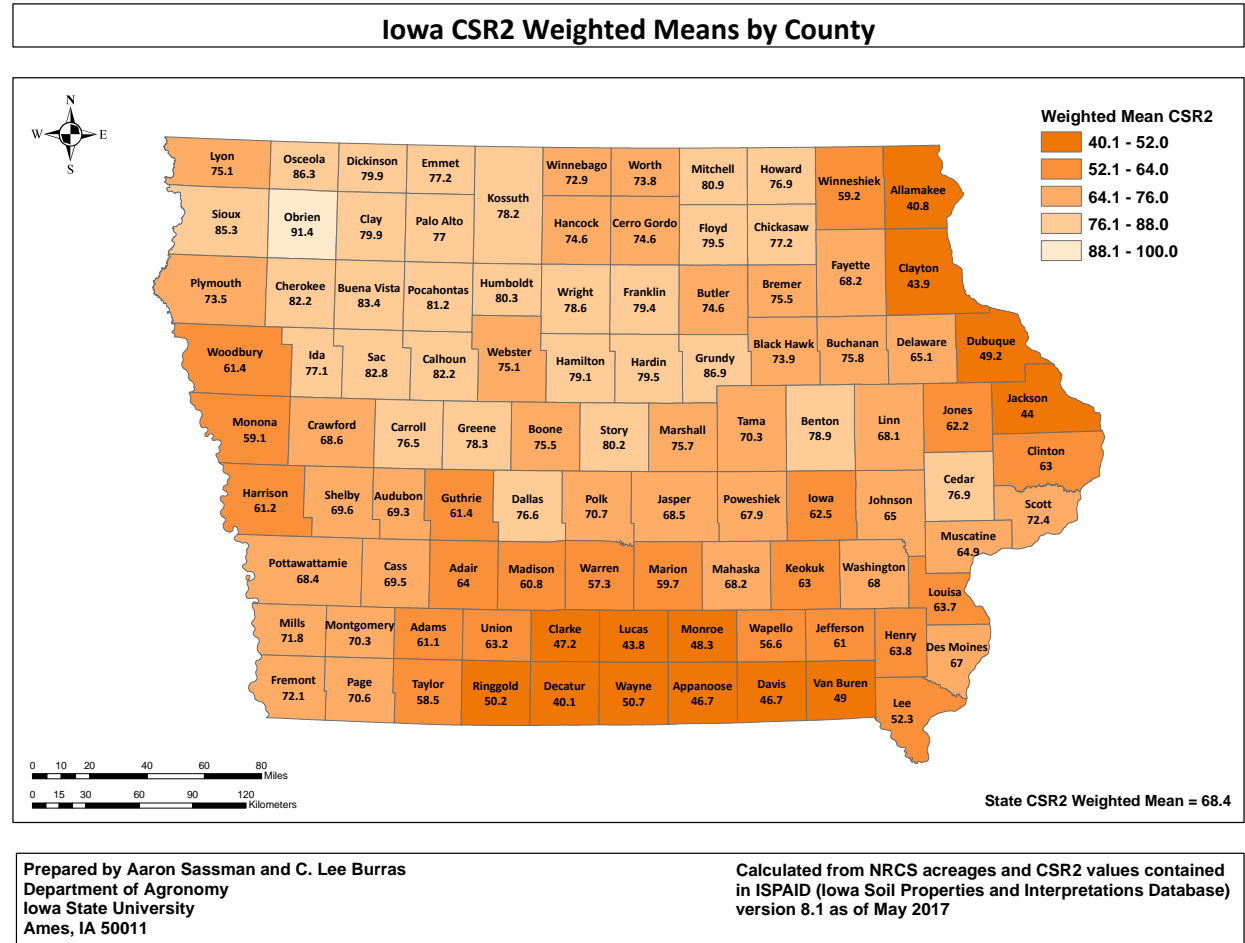 Iowa CSR2 Weighted Means by County
N
W E
S
Weighted Mean CSR2
40.1 - 52.0
52.1 - 64.0
64.1 - 76.0
76.1 - 88.0
88.1 - 100.0
Lyon
75.1
Osceola
86.3
Dickinson
79.9
Emmet
77.2
Kossuth
78.2
Winnebago
72.9
Worth
73.8
Mitchell
80.9
Howard
76.9
Winneshiek
59.2
Allamakee
40.8
Sioux
85.3
Obrien
91.4
Clay
79.9
Palo Alto
77
Hancock
74.6
Cerro Gordo
74.6
Floyd
79.5
Chickasaw
77.2
Fayette
68.2
Clayton
43.9
Plymouth
73.5
Cherokee
82.2
Buena Vista
83.4
Pocahontas
81.2
Humboldt
80.3
Wright
78.6
Franklin
79.4
Butler
74.6
Bremer
75.5
Woodbury
61.4
Ida
77.1
Sac
82.8
Calhoun
82.2
Webster
75.1
Hamilton
79.1
Hardin
79.5
Grundy
86.9
Black Hawk
73.9
Buchanan
75.8
Delaware
65.1
Dubuque
49.2
Monona
59.1
Crawford
68.6
Carroll
76.5
Greene
78.3
Boone
75.5
Story
80.2
Marshall
75.7
Tama
70.3
Benton
78.9
Linn
68.1
Jones
62.2
Jackson
44
Clinton
63
Harrison
61.2
Shelby
69.6
Audubon
69.3
Guthrie
61.4
Dallas
76.6
Polk
70.7
Jasper
68.5
Poweshiek
67.9
Iowa
62.5
Johnson
65
Cedar
76.9
Scott
72.4
Muscatine
64.9
Pottawattamie
68.4
Cass
69.5
Adair
64
Madison
60.8
Warren
57.3
Marion
59.7
Mahaska
68.2
Keokuk
63
Washington
68
Louisa
63.7
Mills
71.8
Montgomery
70.3
Adams
61.1
Union
63.2
Clarke
47.2
Lucas
43.8
Monroe
48.3
Wapello
56.6
Jefferson
61
Henry
63.8
Des Moines
67
Fremont
72.1
Page
70.6
Taylor
58.5
Ringgold
50.2
Decatur
40.1
Wayne
50.7
Appanoose
46.7
Davis
46.7
Van Buren
49
Lee
52.3
0 10 20 40 60 80
Miles
0 15 30 60 90 120
Kilometers
State CSR2 Weighted Mean = 68.4
Prepared by Aaron Sassman and C. Lee Burras
Department of Agronomy
Iowa State University
Ames, IA 50011
Calculated from NRCS acreages and CSR2 values contained
in ISPAID (Iowa Soil Properties and Interpretations Database)
version 8.1 as of May 2017